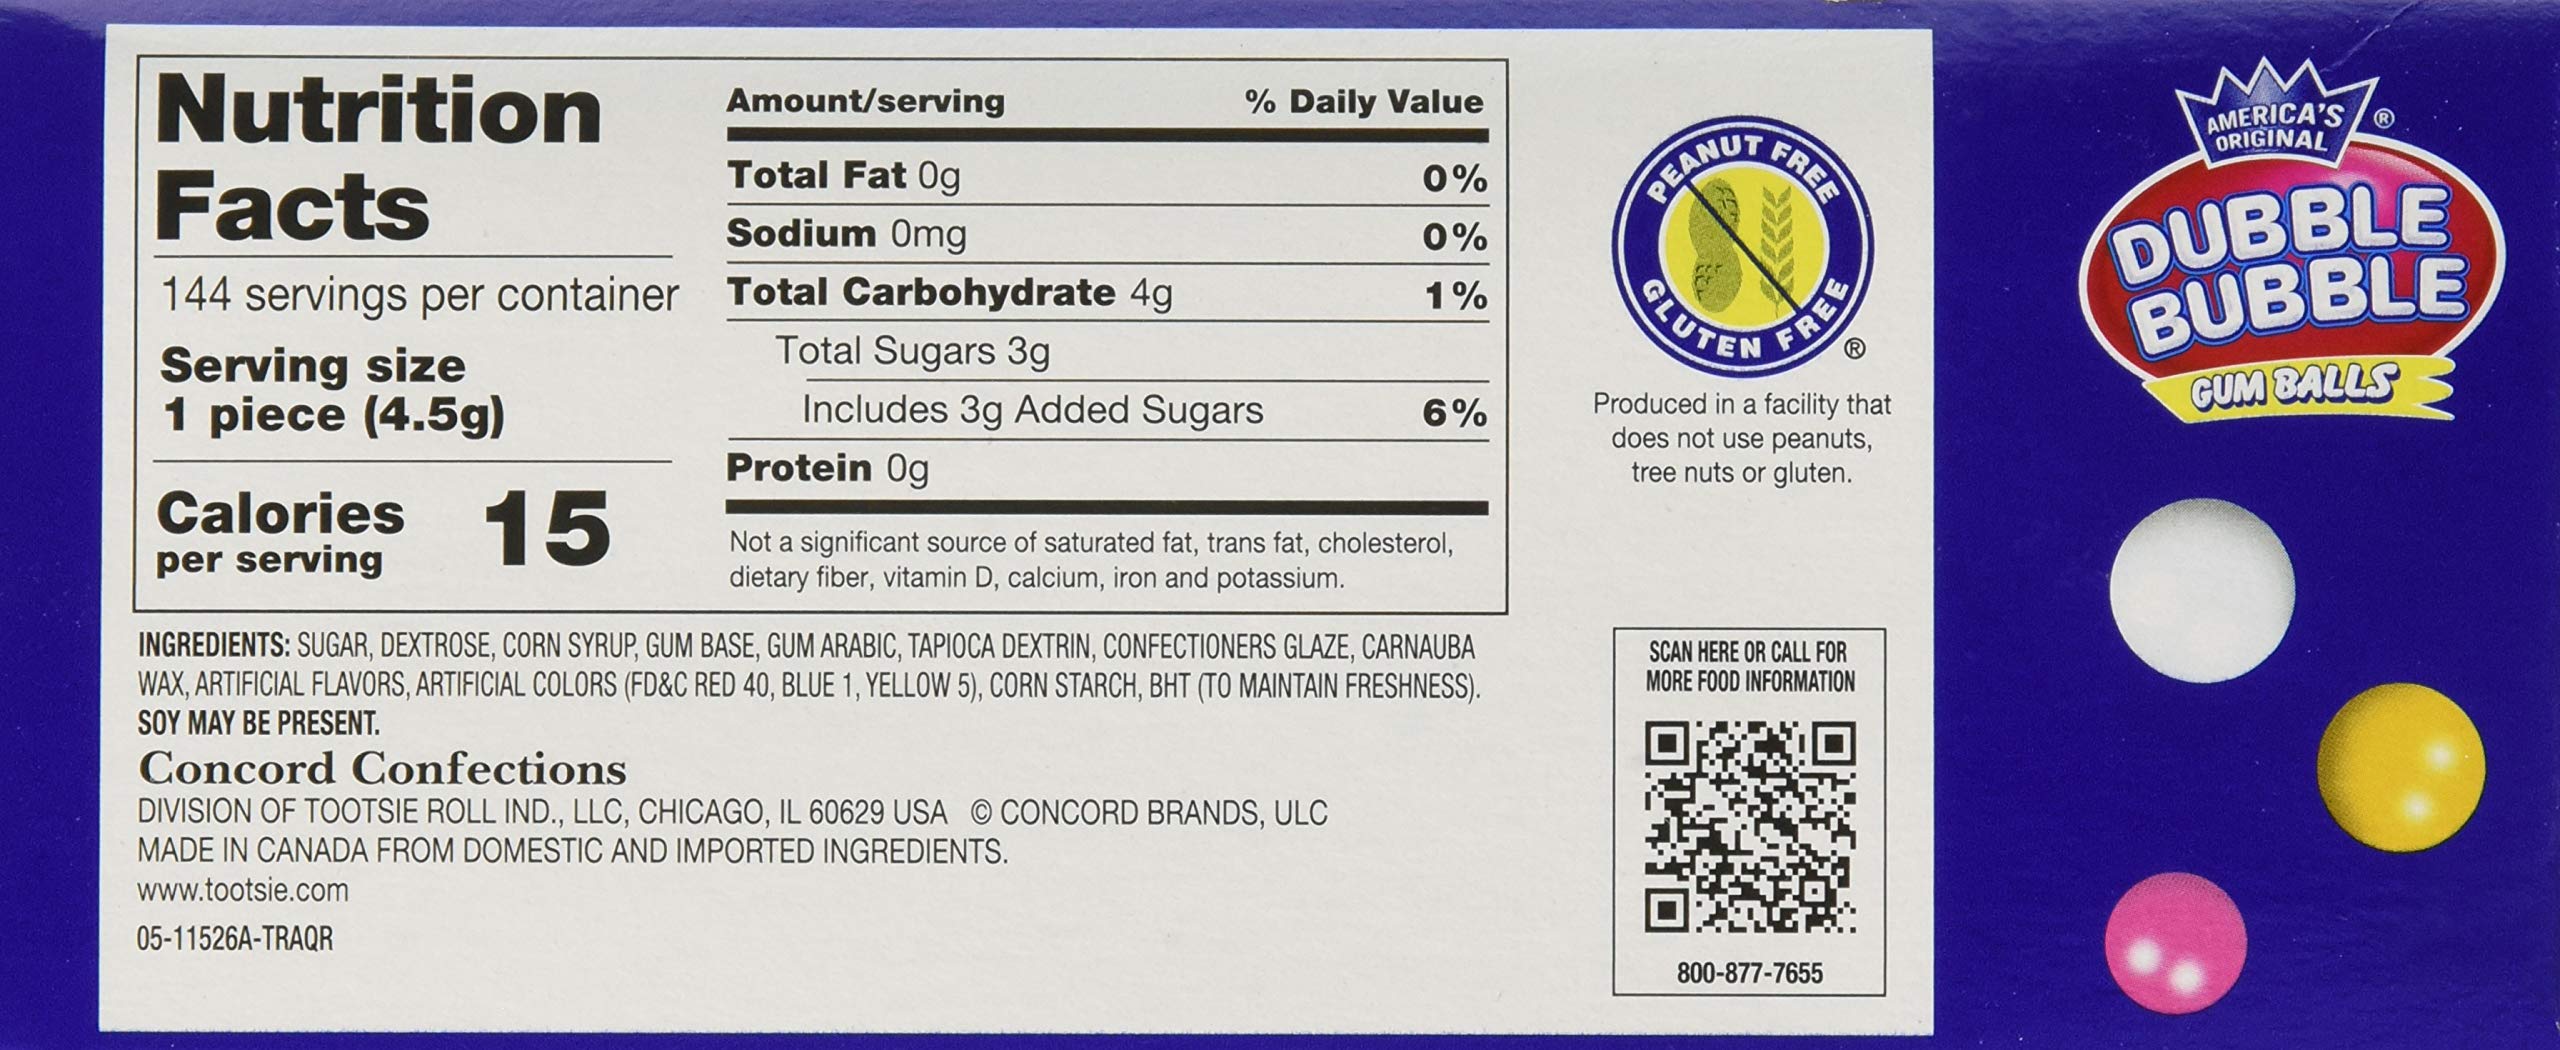 Nutrition
Facts
144 servings per container
Serving size
1 piece (4.5g)
Calories 15
per serving
Amount/serving % Daily Value
Total Fat 0g 0%
Sodium 0mg 0%
Total Carbohydrate 4g 1%
Total Sugars 3g
Includes 3g Added Sugars 6%
Protein 0g
Not a significant source of saturated fat, trans fat, cholesterol,
dietary fiber, vitamin D, calcium, iron and potassium.
INGREDIENTS: SUGAR, DEXTROSE, CORN SYRUP, GUM BASE, GUM ARABIC, TAPIOCA DEXTRIN, CONFECTIONERS GLAZE, CARNAUBA
WAX, ARTIFICIAL FLAVORS, ARTIFICIAL COLORS (FD&C RED 40, BLUE 1, YELLOW 5), CORN STARCH, BHT (TO MAINTAIN FRESHNESS).
SOY MAY BE PRESENT.
Concord Confections
DIVISION OF TOOTSIE ROLL IND., LLC, CHICAGO, IL 60629 USA © CONCORD BRANDS, ULC
MADE IN CANADA FROM DOMESTIC AND IMPORTED INGREDIENTS.
www.tootsie.com
05-11526A-TRAQR
PEANUT FREE
GLUTEN FREE
®
Produced in a facility that
does not use peanuts,
tree nuts or gluten.
SCAN HERE OR CALL FOR
MORE FOOD INFORMATION
800-877-7655
AMERICA'S ®
ORIGINAL
DUBBLE
BUBBLE
GUM BALLS